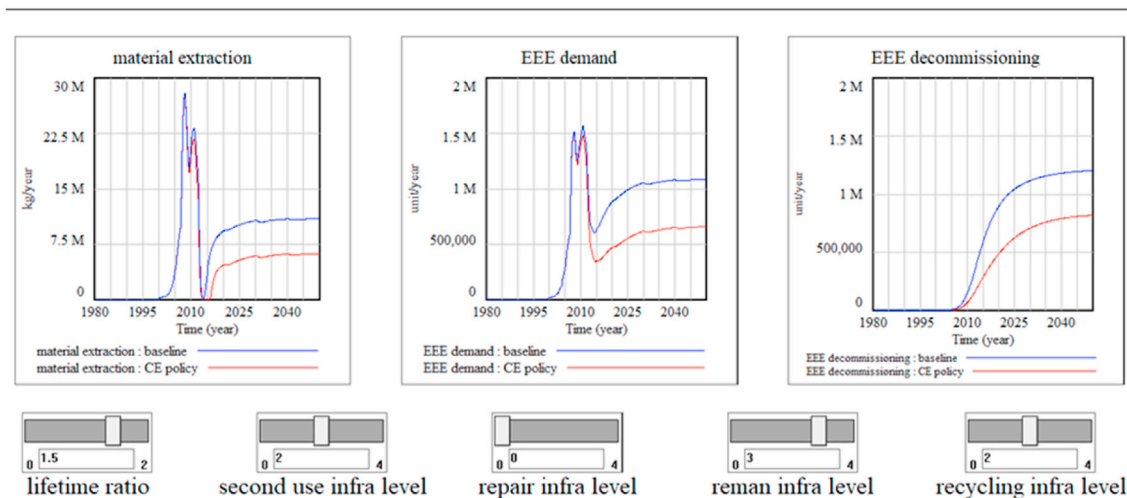 material extraction
30 M
22.5 M
15 M
7.5 M
0
kg/year
1980 1995 2010 2025 2040
Time (year)
material extraction : baseline
material extraction : CE policy
EEE demand
2 M
1.5 M
1 M
500,000
0
unit/year
1980 1995 2010 2025 2040
Time (year)
EEE demand : baseline
EEE demand : CE policy
EEE decommissioning
2 M
1.5 M
1 M
500,000
0
unit/year
1980 1995 2010 2025 2040
Time (year)
EEE decommissioning : baseline
EEE decommissioning : CE policy
0 1.5 2
lifetime ratio
0 2 4
second use infra level
0 0 4
repair infra level
0 3 4
reman infra level
0 2 4
recycling infra level